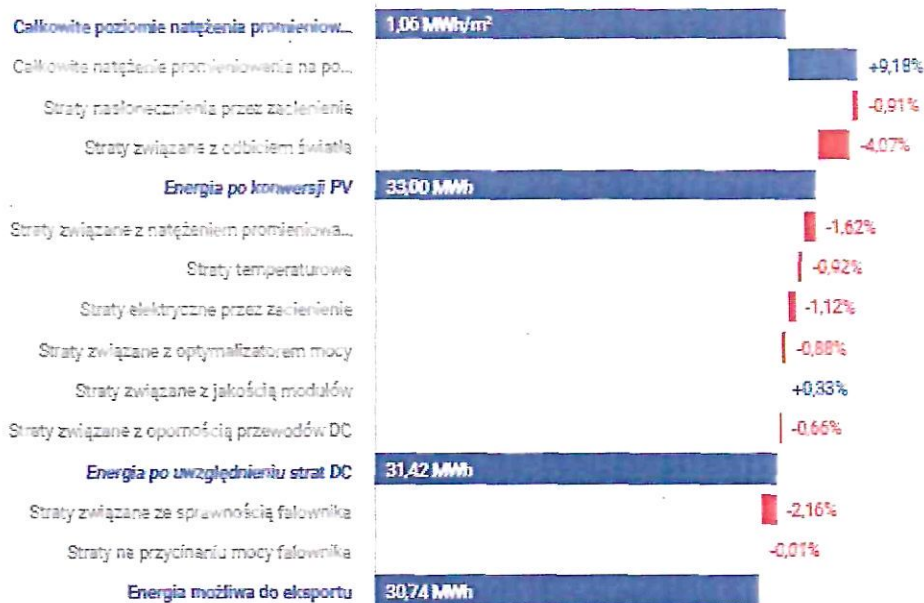 Całkowite poziomie natężenia promieniow... 1,06 MWh/m²
Całkowite natężenie promieniowania na po... +9,18%
Straty nasłonecznienia przez zacienienie -0,91%
Straty związane z odbiciem światła -4,07%
Energia po konwersji PV 33,00 MWh
Straty związane z natężeniem promieniowa... -1,62%
Straty temperaturowe -0,92%
Straty elektryczne przez zacienienie -1,12%
Straty związane z optymalizatorem mocy -0,88%
Straty związane z jakością modułów +0,33%
Straty związane z opornością przewodów DC -0,66%
Energia po uwzględnieniu strat DC 31,42 MWh
Straty związane ze sprawnością falownika -2,16%
Straty na przycinaniu mocy falownika -0,01%
Energia możliwa do eksportu 30,74 MWh